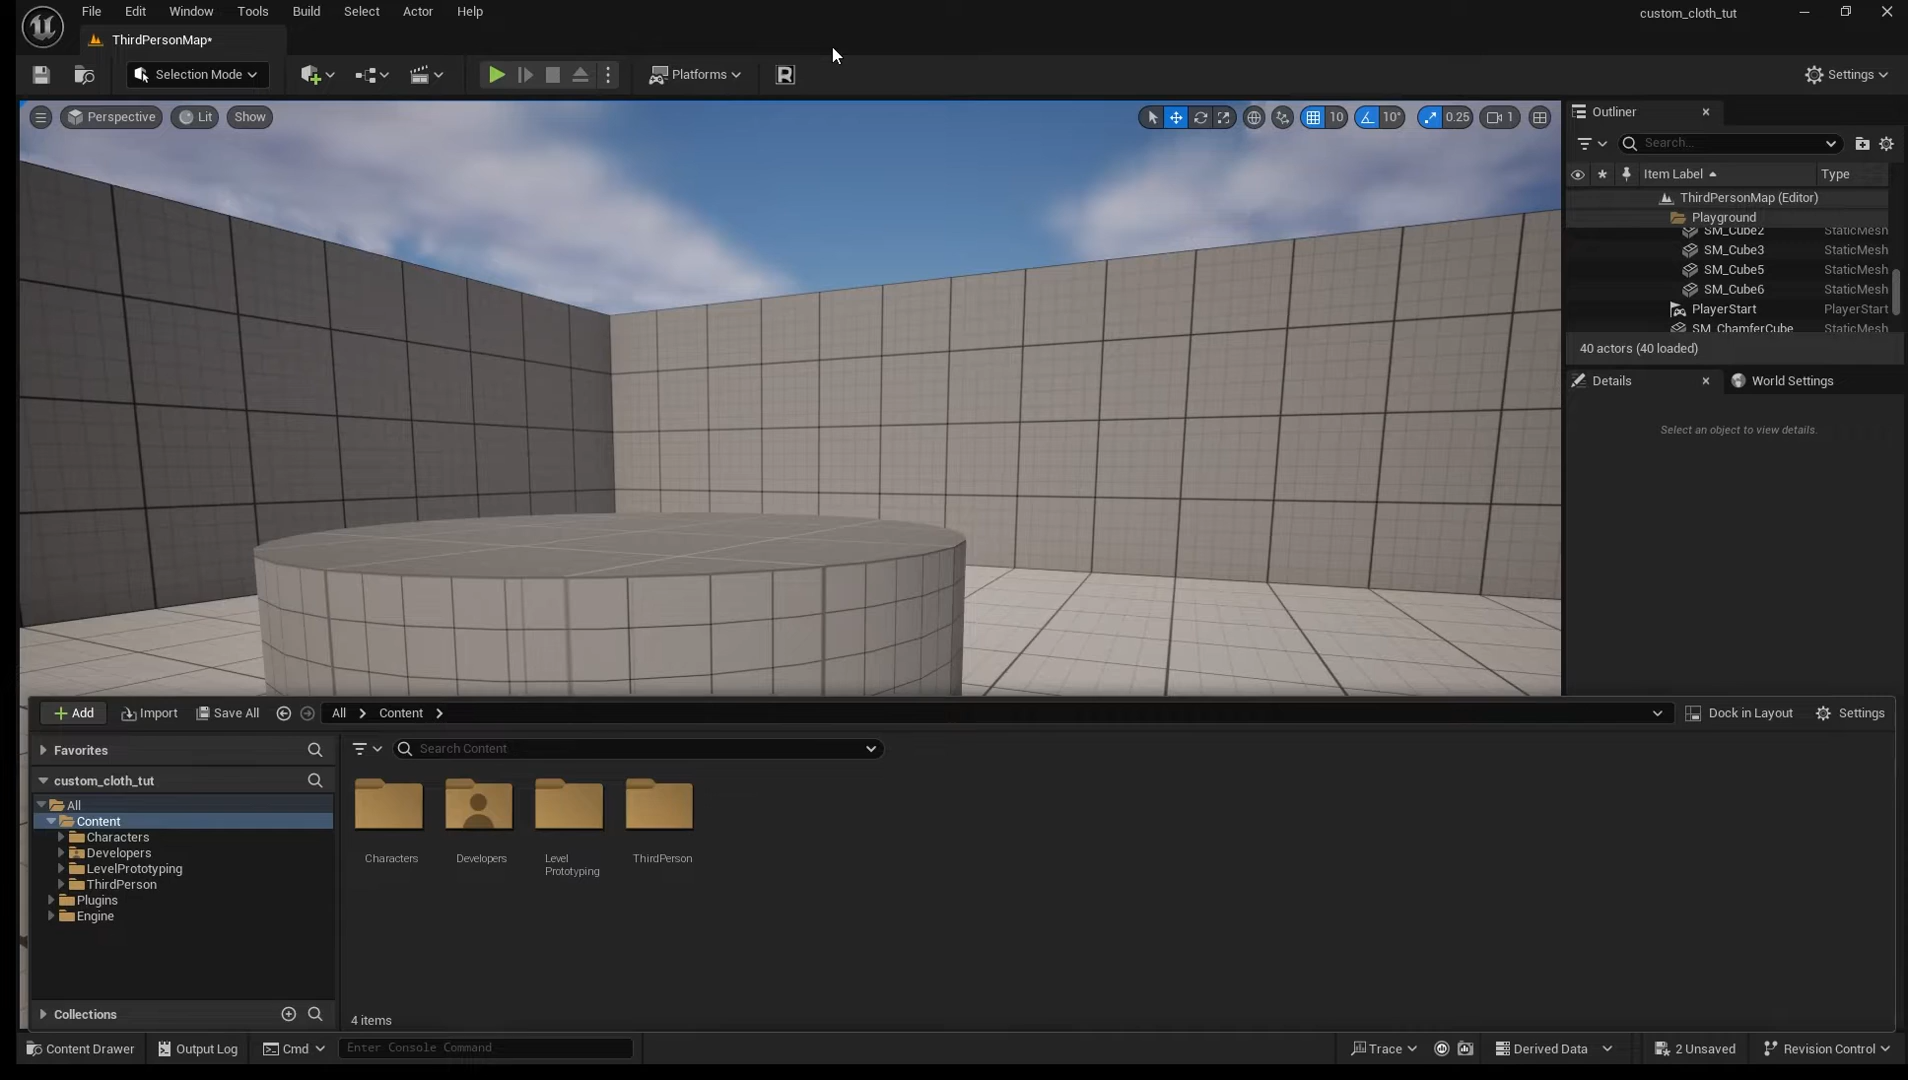 File Edit Window Tools Build Select Actor Help
custom_cloth_tut
ThirdPersonMap*
Selection Mode
Platforms
Settings
Perspective Lit Show
10 10° 0.25 1
Outliner
Search...
Item Label Type
ThirdPersonMap (Editor)
Playground
SM_Cube2 StaticMesh
SM_Cube3 StaticMesh
SM_Cube5 StaticMesh
SM_Cube6 StaticMesh
PlayerStart PlayerStart
SM_ChamferCube StaticMesh
40 actors (40 loaded)
Details World Settings
Select an object to view details.
Add Import Save All All Content Dock in Layout Settings
Favorites
Search Content
custom_cloth_tut
All
Content
Characters
Developers
LevelPrototyping
ThirdPerson
Plugins
Engine
Characters
Developers
Level
Prototyping
ThirdPerson
Collections
4 items
Content Drawer Output Log Cmd Enter Console Command Trace Derived Data 2 Unsaved Revision Control